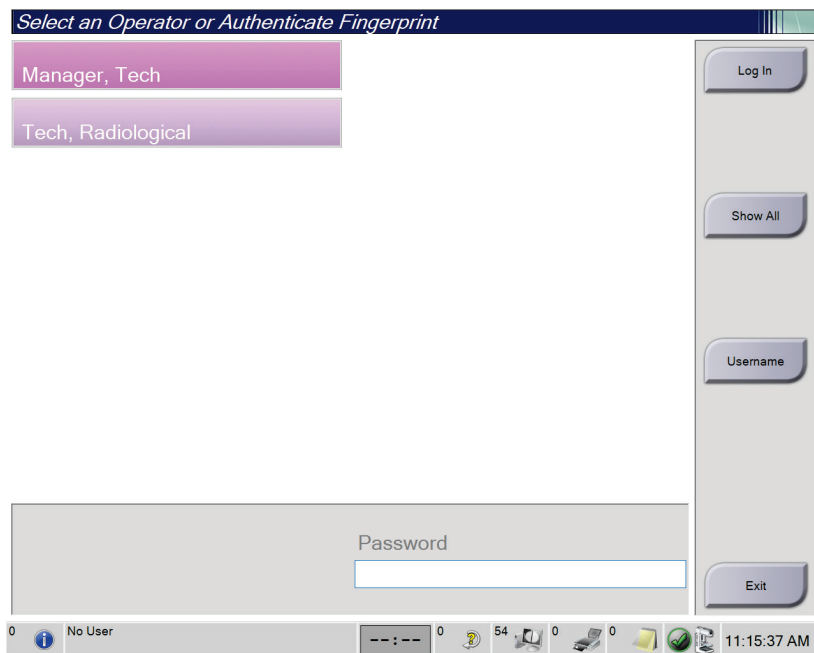 Select an Operator or Authenticate Fingerprint
Manager, Tech
Log In
Tech, Radiological
Show All
Username
Password
Exit
0 No User --:-- 0 54 0 0 11:15:37 AM